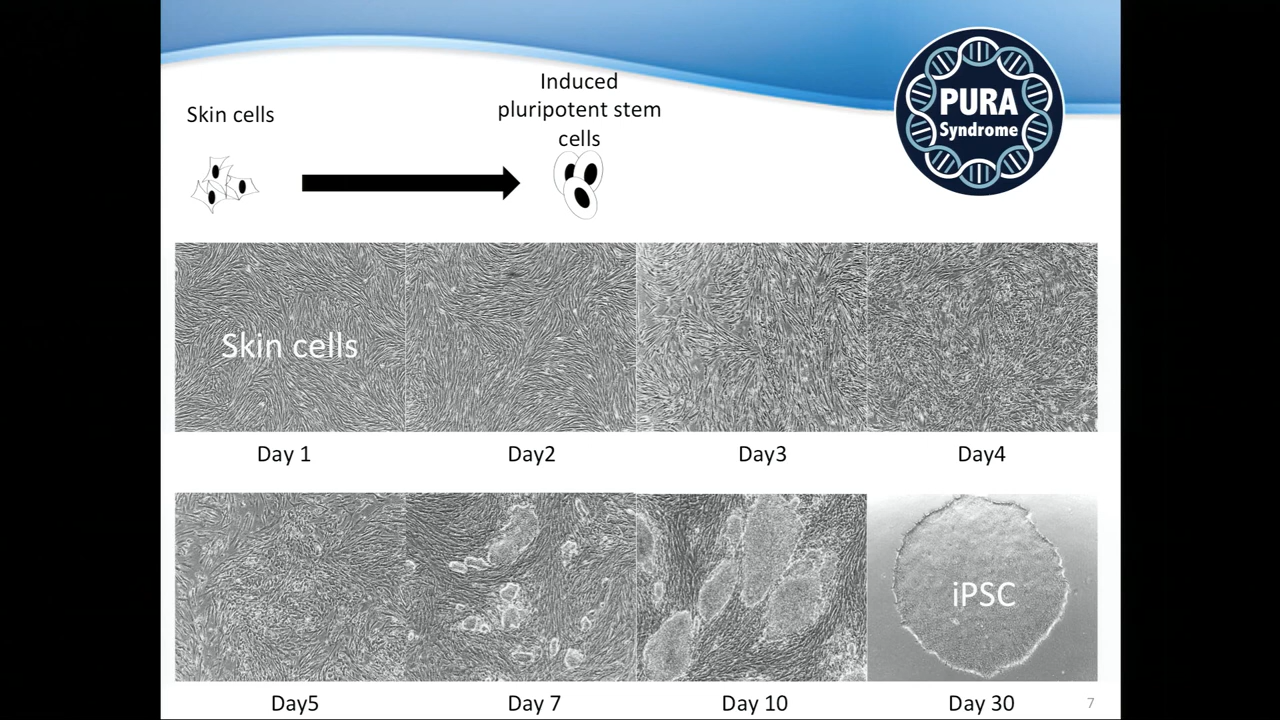 Skin cells
Induced
pluripotent stem
cells
PURA
Syndrome
Skin cells
Day 1
Day2
Day3
Day4
iPSC
Day5
Day 7
Day 10
Day 30
7